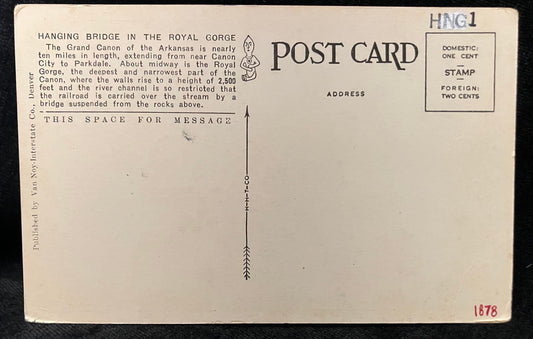 HNG1
HANGING BRIDGE IN THE ROYAL GORGE
The Grand Canon of the Arkansas is nearly
ten miles in length, extending from near Canon
City to Parkdale. About midway is the Royal
Gorge, the deepest and narrowest part of the
Canon, where the walls rise to a height of 2,500
feet and the river channel is so restricted that
the railroad is carried over the stream by a
bridge suspended from the rocks above.
THIS SPACE FOR MESSAGE
POST CARD
ADDRESS
DOMESTIC:
ONE CENT
STAMP
FOREIGN:
TWO CENTS
Published by Van Noy-Interstate Co., Denver
1878